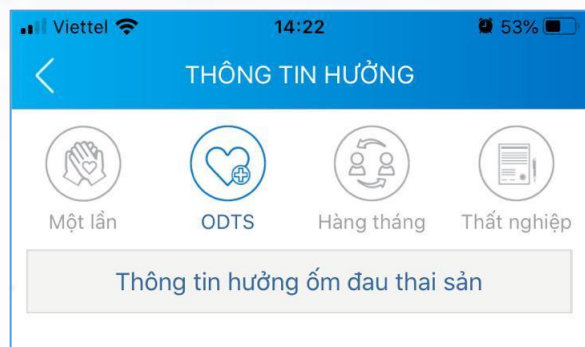 Viettel 14:22 53%
THÔNG TIN HƯỞNG
Một lần ODTS Hàng tháng Thất nghiệp
Thông tin hưởng ốm đau thai sản